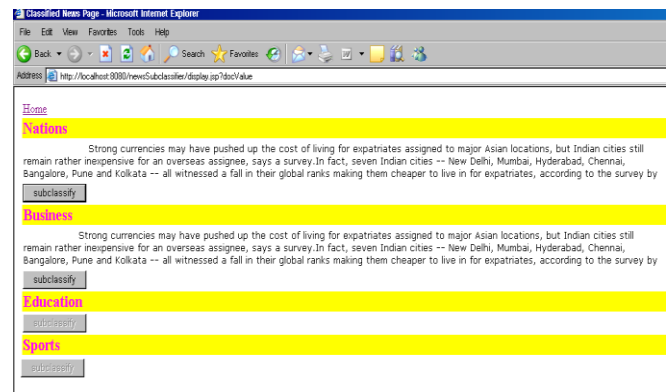 Classified News Page - Microsoft Internet Explorer
File Edit View Favorites Tools Help
Back Search Favorites
Address http://localhost:8080/newsSubclassifier/display.jsp?docValue
Home
Nations
Strong currencies may have pushed up the cost of living for expatriates assigned to major Asian locations, but Indian cities still
remain rather inexpensive for an overseas assignee, says a survey.In fact, seven Indian cities -- New Delhi, Mumbai, Hyderabad, Chennai,
Bangalore, Pune and Kolkata -- all witnessed a fall in their global ranks making them cheaper to live in for expatriates, according to the survey by
subclassify
Business
Strong currencies may have pushed up the cost of living for expatriates assigned to major Asian locations, but Indian cities still
remain rather inexpensive for an overseas assignee, says a survey.In fact, seven Indian cities -- New Delhi, Mumbai, Hyderabad, Chennai,
Bangalore, Pune and Kolkata -- all witnessed a fall in their global ranks making them cheaper to live in for expatriates, according to the survey by
subclassify
Education
subclassify
Sports
subclassify